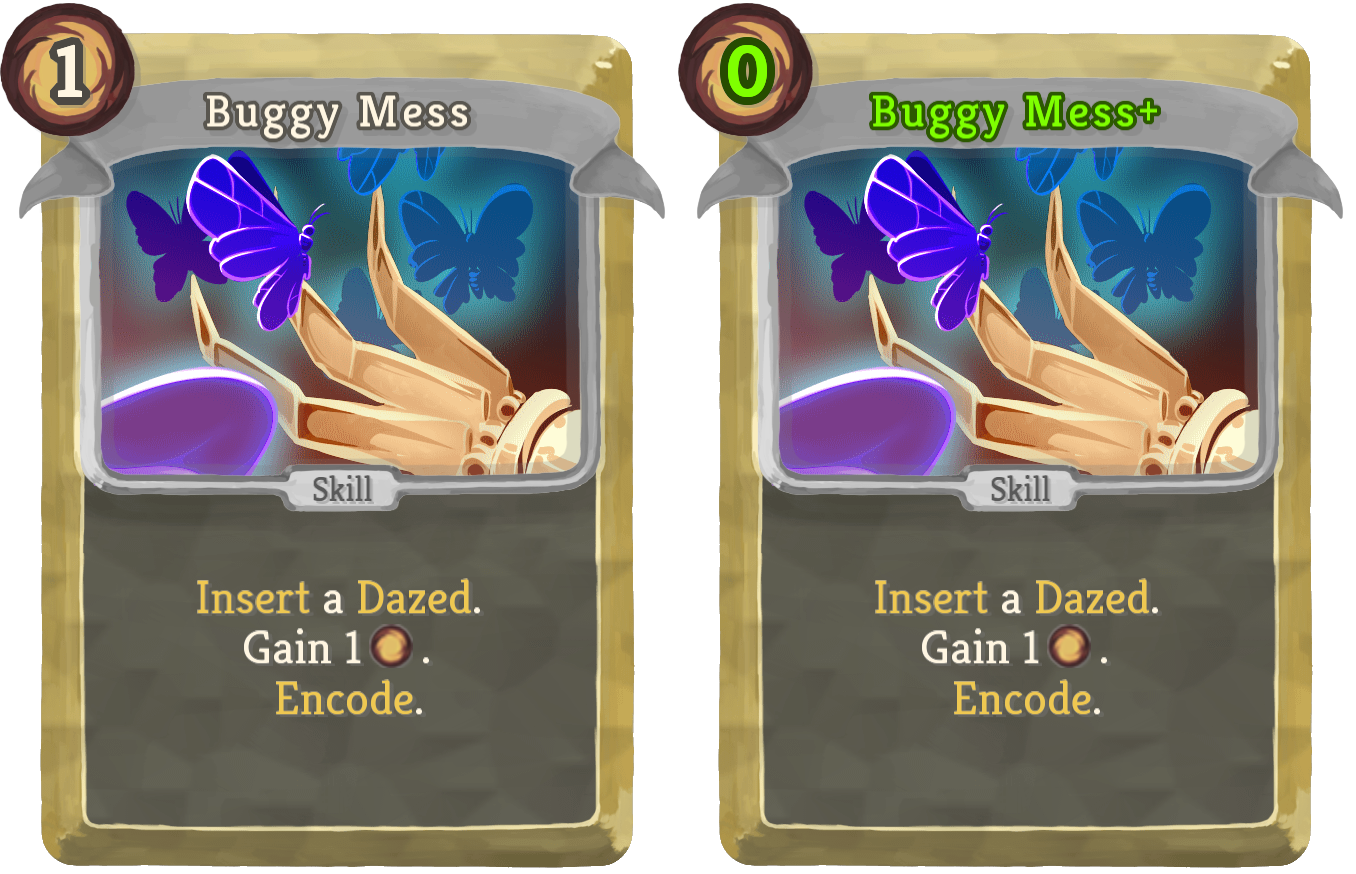 1
Buggy Mess
Skill
Insert a Dazed.
Gain 1 .
Encode.
0
Buggy Mess+
Skill
Insert a Dazed.
Gain 1 .
Encode.